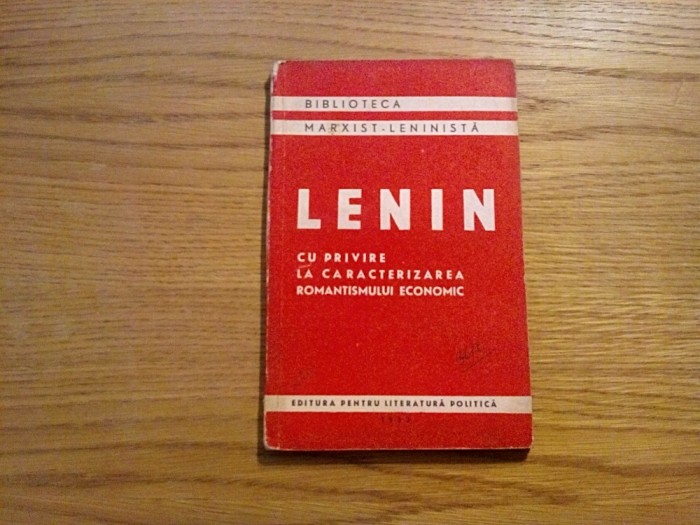 BIBLIOTECA
MARXIST-LENINISTĂ
LENIN
CU PRIVIRE
LA CARACTERIZAREA
ROMANTISMULUI ECONOMIC
EDITURA PENTRU LITERATURĂ POLITICĂ